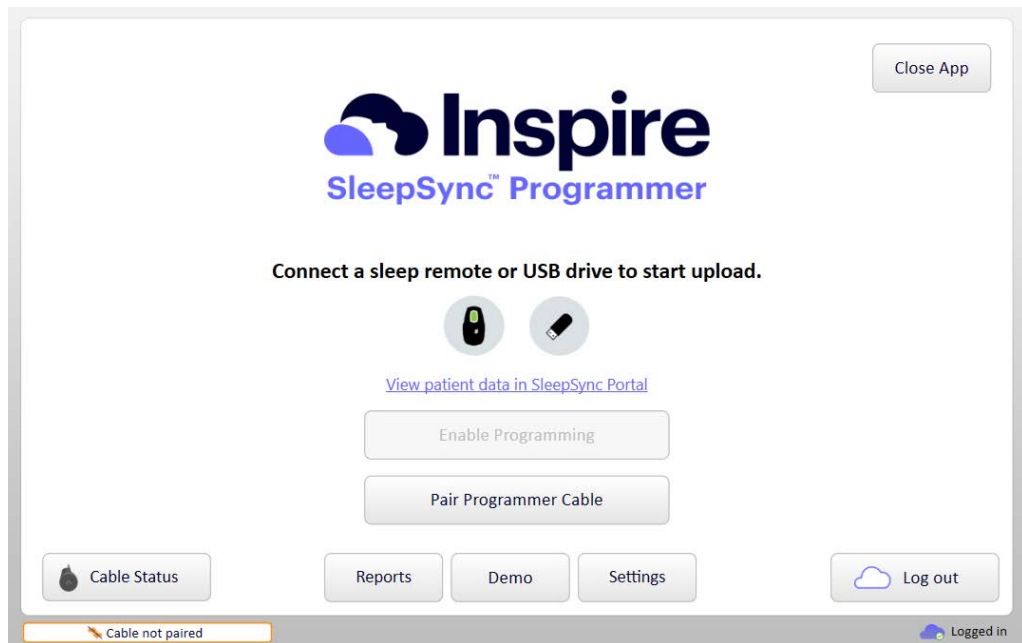 Close App
Inspire
SleepSync™ Programmer
Connect a sleep remote or USB drive to start upload.
View patient data in SleepSync Portal
Enable Programming
Pair Programmer Cable
Cable Status
Reports
Demo
Settings
Log out
Cable not paired
Logged in